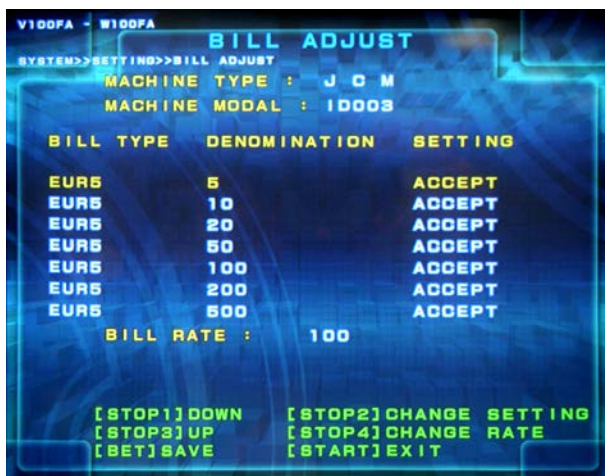 V100FA - W100FA
BILL ADJUST
SYSTEM>>SETTING>>BILL ADJUST
MACHINE TYPE : J C M
MACHINE MODAL : ID003
BILL TYPE DENOMINATION SETTING
EUR5 5 ACCEPT
EUR5 10 ACCEPT
EUR5 20 ACCEPT
EUR5 50 ACCEPT
EUR5 100 ACCEPT
EUR5 200 ACCEPT
EUR5 500 ACCEPT
BILL RATE : 100
[STOP1]DOWN [STOP2]CHANGE SETTING
[STOP3]UP [STOP4]CHANGE RATE
[BET]SAVE [START]EXIT